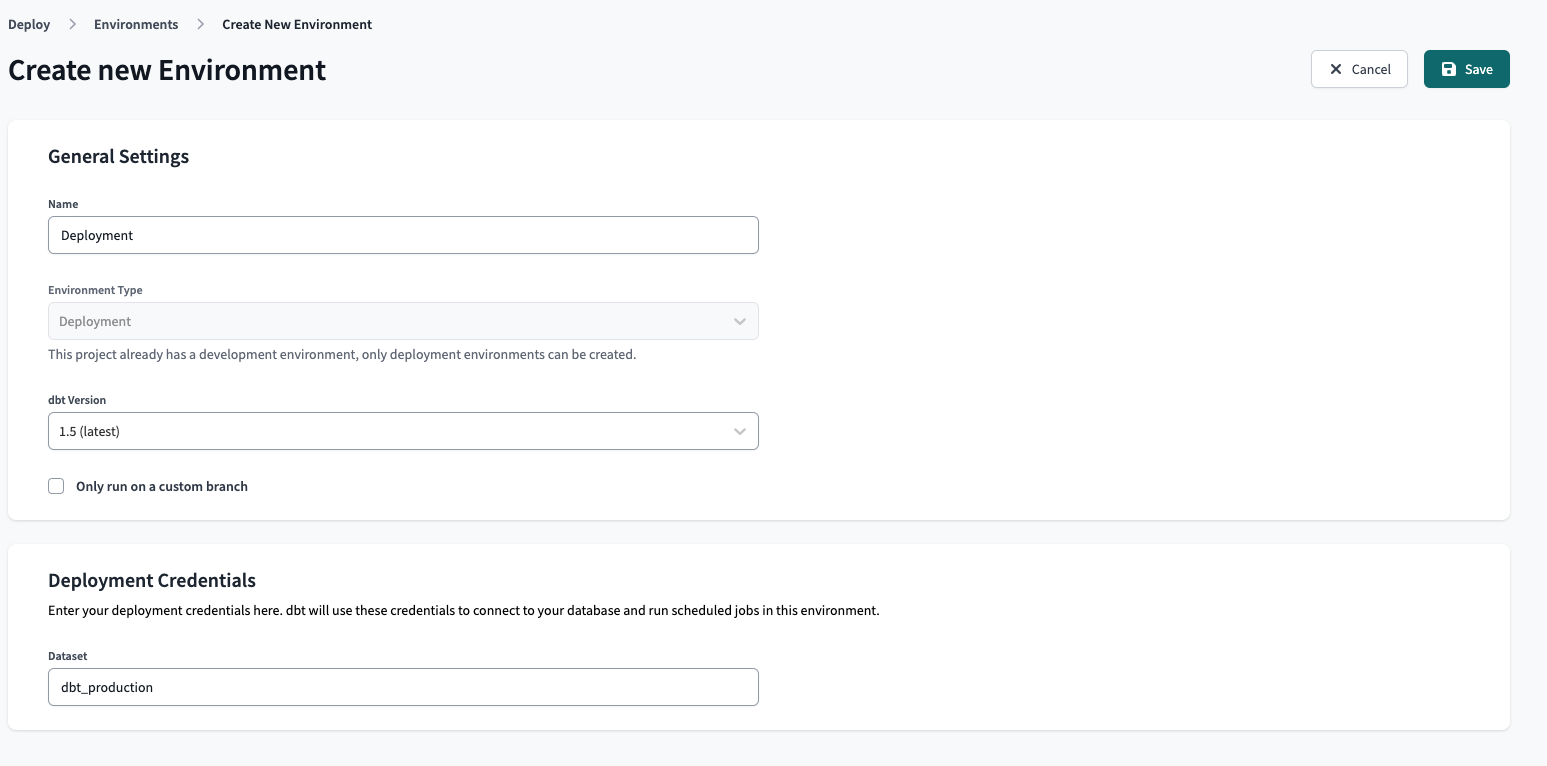 Deploy > Environments > Create New Environment
Create new Environment
Cancel
Save
General Settings
Name
Deployment
Environment Type
Deployment
This project already has a development environment, only deployment environments can be created.
dbt Version
1.5 (latest)
Only run on a custom branch
Deployment Credentials
Enter your deployment credentials here. dbt will use these credentials to connect to your database and run scheduled jobs in this environment.
Dataset
dbt_production